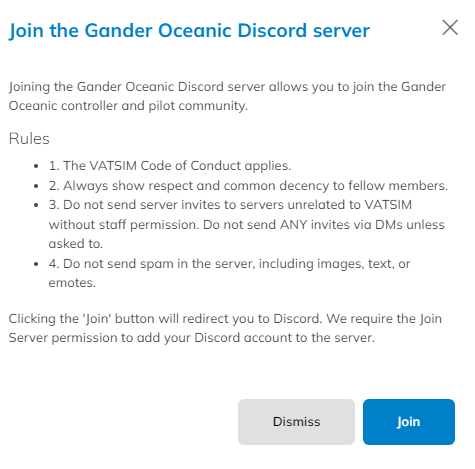 Join the Gander Oceanic Discord server
Joining the Gander Oceanic Discord server allows you to join the Gander
Oceanic controller and pilot community.
Rules
1. The VATSIM Code of Conduct applies.
2. Always show respect and common decency to fellow members.
3. Do not send server invites to servers unrelated to VATSIM
without staff permission. Do not send ANY invites via DMs unless
asked to.
4. Do not send spam in the server, including images, text, or
emotes.
Clicking the 'Join' button will redirect you to Discord. We require the Join
Server permission to add your Discord account to the server.
Dismiss
Join